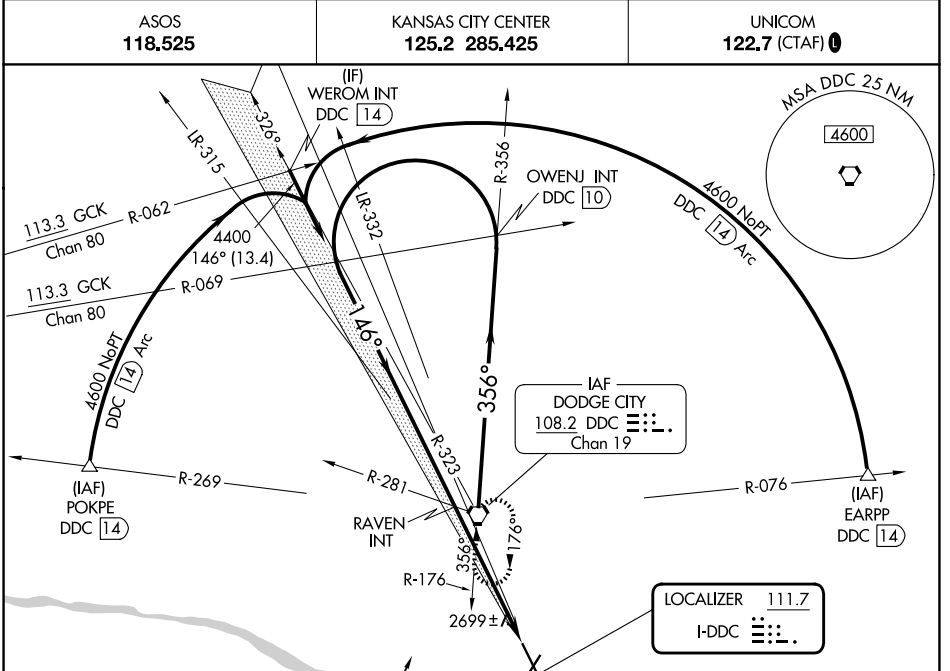 ASOS
118.525
KANSAS CITY CENTER
125.2 285.425
UNICOM
122.7 (CTAF) L
(IF)
WEROM INT
DDC 14
MSA DDC 25 NM
4600
326°
LR-315
R-356
OWENJ INT
DDC 10
LR-332
4600 NoPT
DDC 14 Arc
113.3 GCK
Chan 80
R-062
4400
146° (13.4)
113.3 GCK
Chan 80
R-069
146°
4600 NoPT
DDC 14 Arc
356°
IAF
DODGE CITY
108.2 DDC
Chan 19
R-323
R-269
(IAF)
POKPE
DDC 14
R-281
R-076
(IAF)
EARPP
DDC 14
RAVEN
INT
356°
176°
R-176
2699±
LOCALIZER 111.7
I-DDC